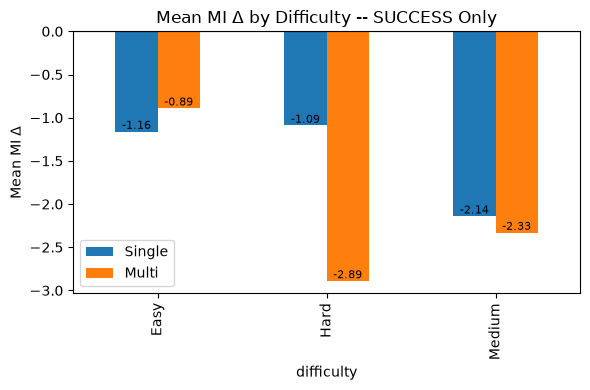 Mean MI Δ by Difficulty -- SUCCESS Only
Mean MI Δ
0.0
−0.5
−1.0
−1.5
−2.0
−2.5
−3.0
-1.16
-0.89
-1.09
-2.89
-2.14
-2.33
Single
Multi
Easy
Hard
Medium
difficulty